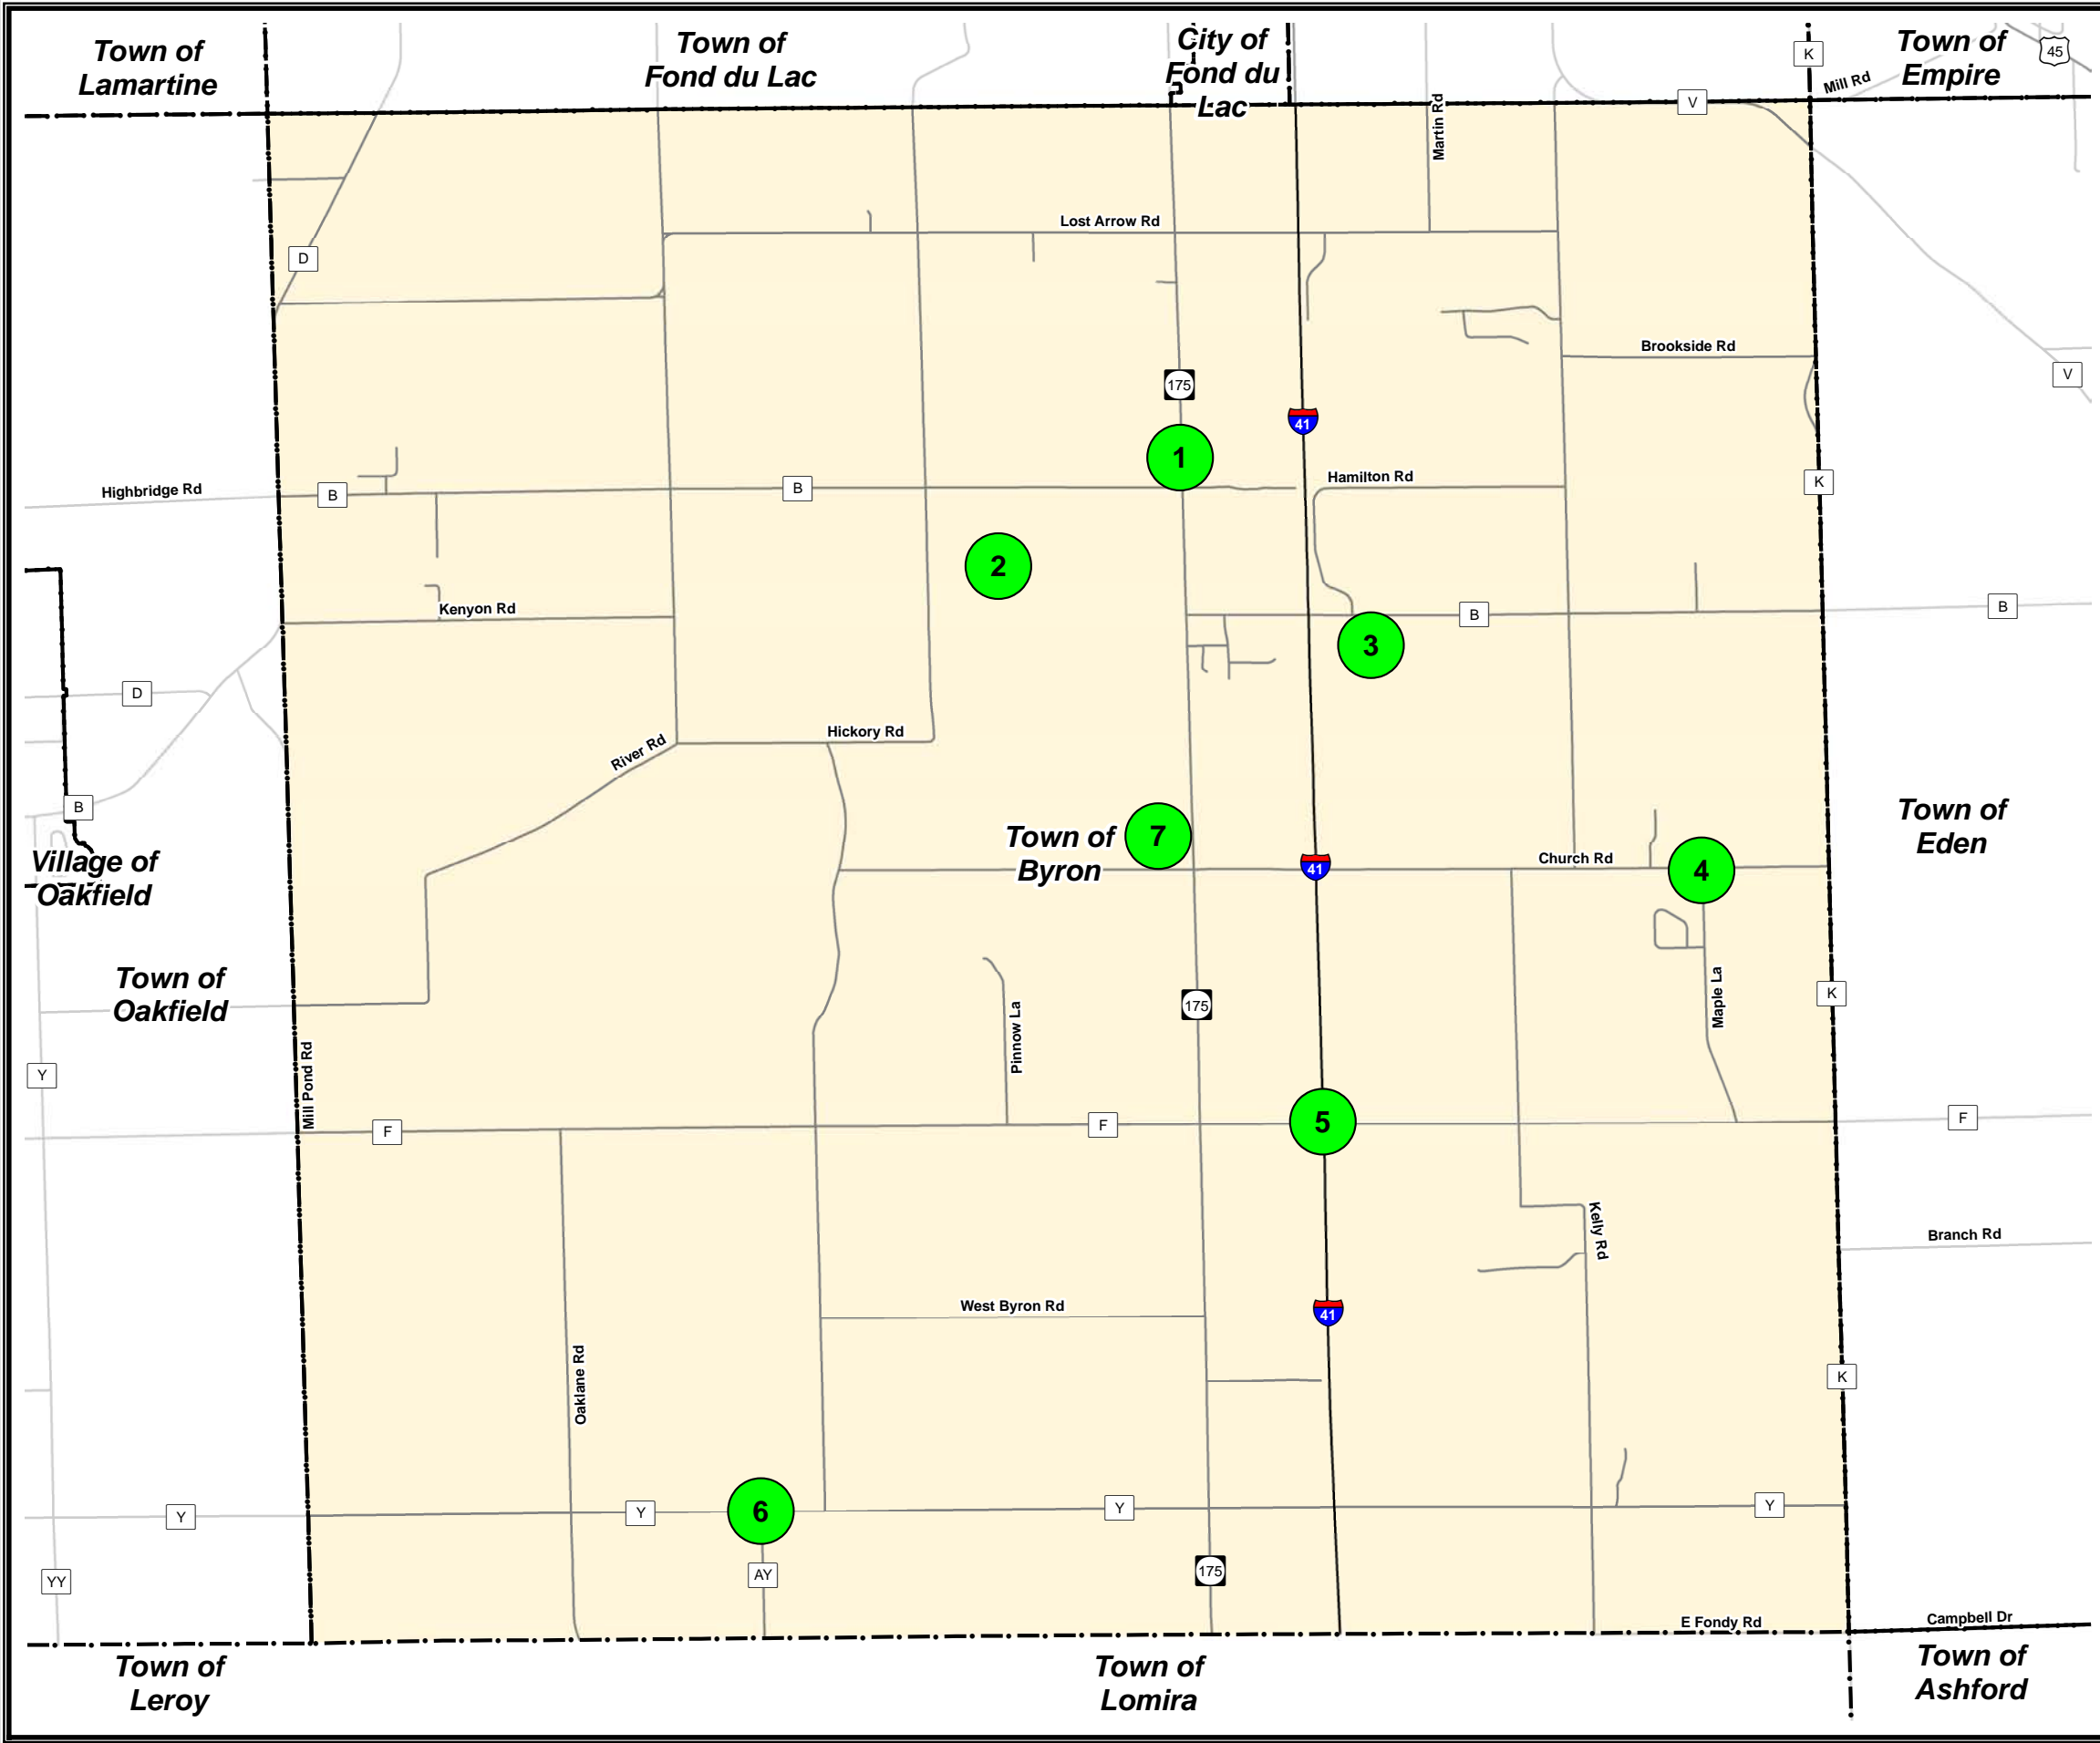 Town of
Lamartine
Town of
Fond du Lac
City of
Fond du
Lac
Town of
Empire
45
K
Mill Rd
V
Martin Rd
Lost Arrow Rd
D
Brookside Rd
V
175
41
1
Highbridge Rd
B
B
Hamilton Rd
K
2
Kenyon Rd
3
B
B
D
River Rd
Hickory Rd
B
Town of
Byron
7
Town of
Eden
Village of
Oakfield
41
Church Rd
4
Town of
Oakfield
Pinnow La
175
Maple La
K
Y
Mill Pond Rd
F
F
5
F
Kelly Rd
Branch Rd
West Byron Rd
41
Oaklane Rd
K
Y
Y
6
Y
Y
YY
AY
175
E Fondy Rd
Campbell Dr
Town of
Leroy
Town of
Lomira
Town of
Ashford